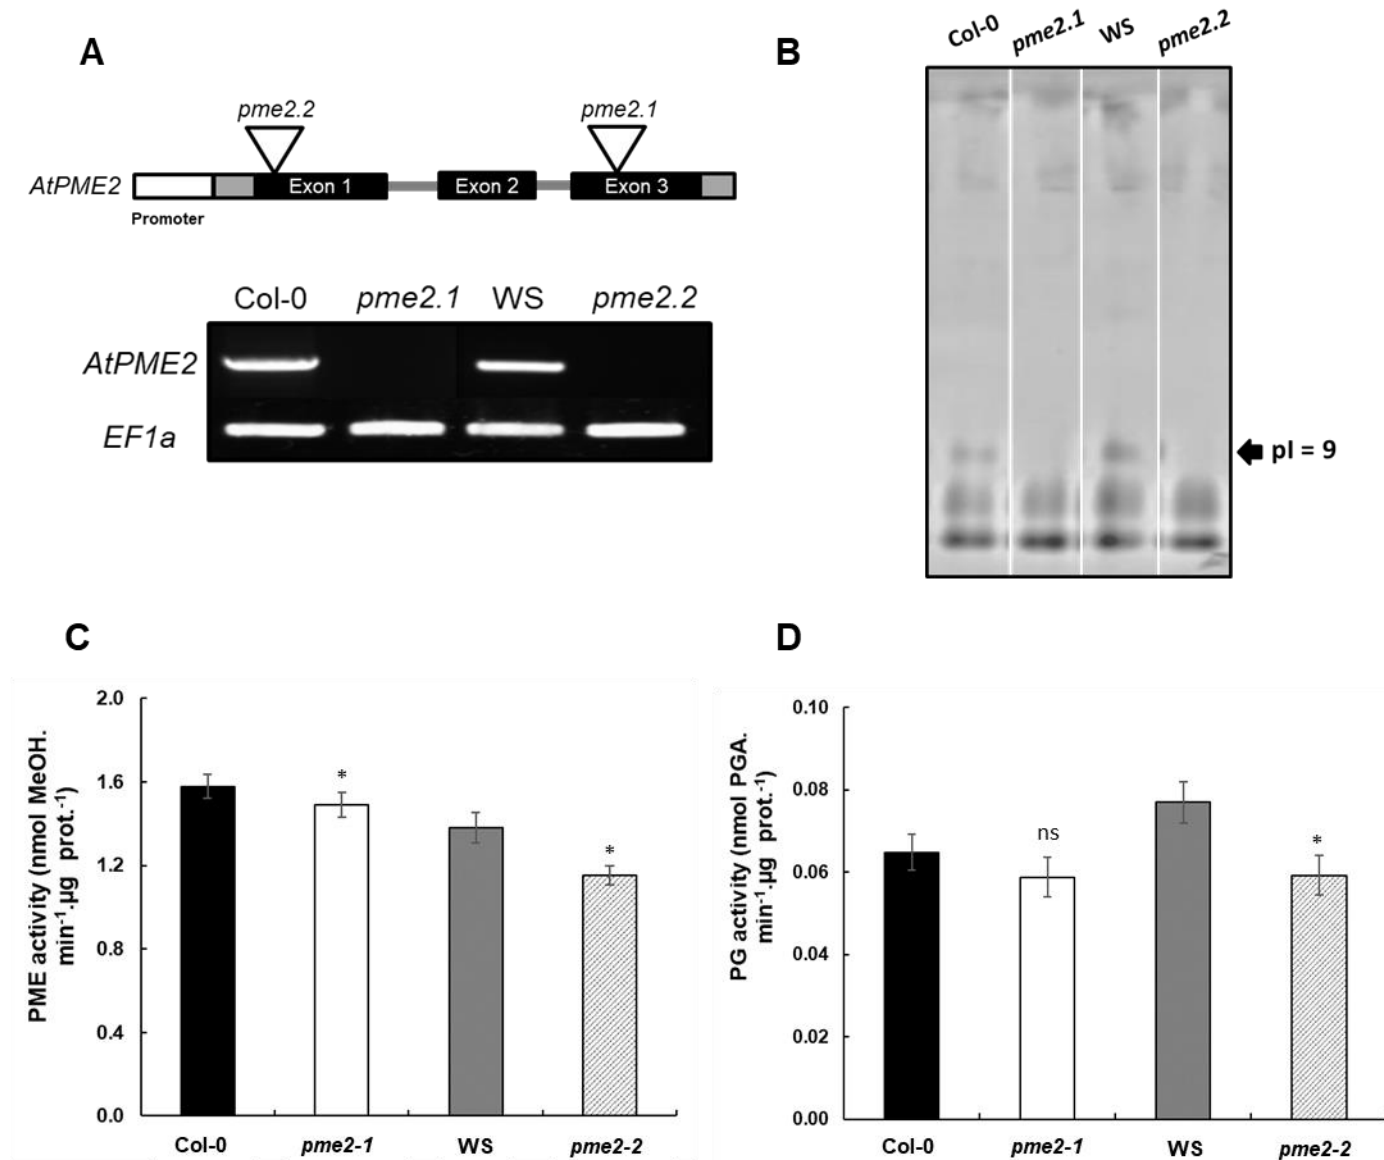 A
pme2.2
pme2.1
AtPME2
Exon 1
Exon 2
Exon 3
Promoter
Col-0
pme2.1
WS
pme2.2
AtPME2
EF1a
B
Col-0
pme2.1
WS
pme2.2
pI = 9
C
PME activity (nmol MeOH.
min⁻¹.µg prot.⁻¹)
2.0
1.6
1.2
0.8
0.4
0.0
*
*
Col-0
pme2-1
WS
pme2-2
D
PG activity (nmol PGA.
min⁻¹.µg prot.⁻¹)
0.10
0.08
0.06
0.04
0.02
0.00
ns
*
Col-0
pme2-1
WS
pme2-2